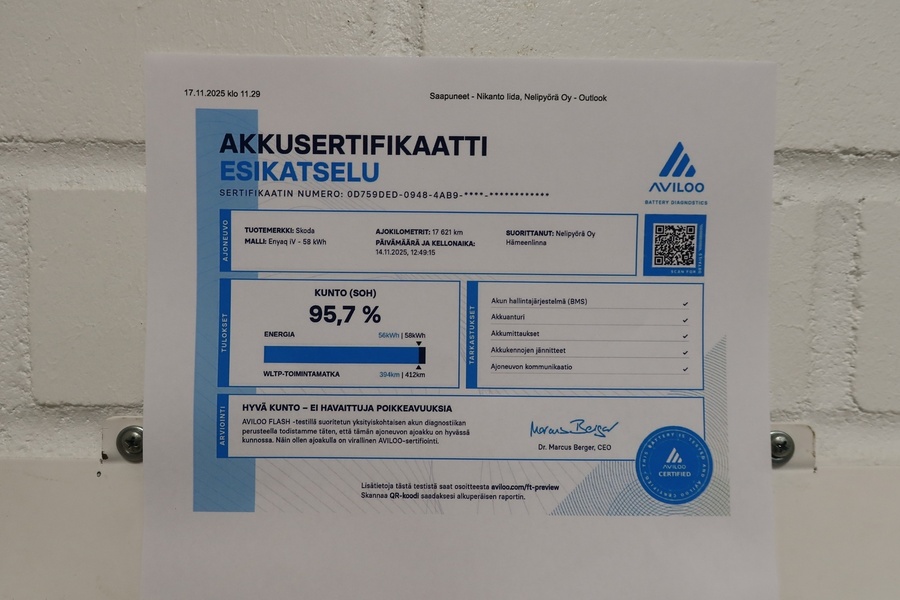 17.11.2025 klo 11.29
Saapuneet - Nikanto Iida, Nelipyörä Oy - Outlook
AKKUSERTIFIKAATTI
ESIKATSELU
SERTIFIKAATIN NUMERO: 0D759DED-0948-4AB9-****-************
AVILOO
BATTERY DIAGNOSTICS
AJONEUVO
TUOTEMERKKI: Skoda
MALLI: Enyaq iV - 58 kWh
AJOKILOMETRIT: 17 621 km
PÄIVÄMÄÄRÄ JA KELLONAIKA:
14.11.2025, 12:49:15
SUORITTANUT: Nelipyörä Oy
Hämeenlinna
SCAN FOR DETAILS
TULOKSET
KUNTO (SOH)
95,7 %
ENERGIA
56kWh | 58kWh
WLTP-TOIMINTAMATKA
394km | 412km
TARKASTUKSET
Akun hallintajärjestelmä (BMS)
Akkuanturi
Akkumittaukset
Akkukennojen jännitteet
Ajoneuvon kommunikaatio
ARVIOINTI
HYVÄ KUNTO – EI HAVAITTUJA POIKKEAVUUKSIA
AVILOO FLASH -testillä suoritetun yksityiskohtaisen akun diagnostiikan
perusteella todistamme täten, että tämän ajoneuvon ajoakku on hyvässä
kunnossa. Näin ollen ajoakulla on virallinen AVILOO-sertifiointi.
Marcus Berger
Dr. Marcus Berger, CEO
AVILOO
CERTIFIED
Lisätietoja tästä testistä saat osoitteesta aviloo.com/ft-preview
Skannaa QR-koodi saadaksesi alkuperäisen raportin.